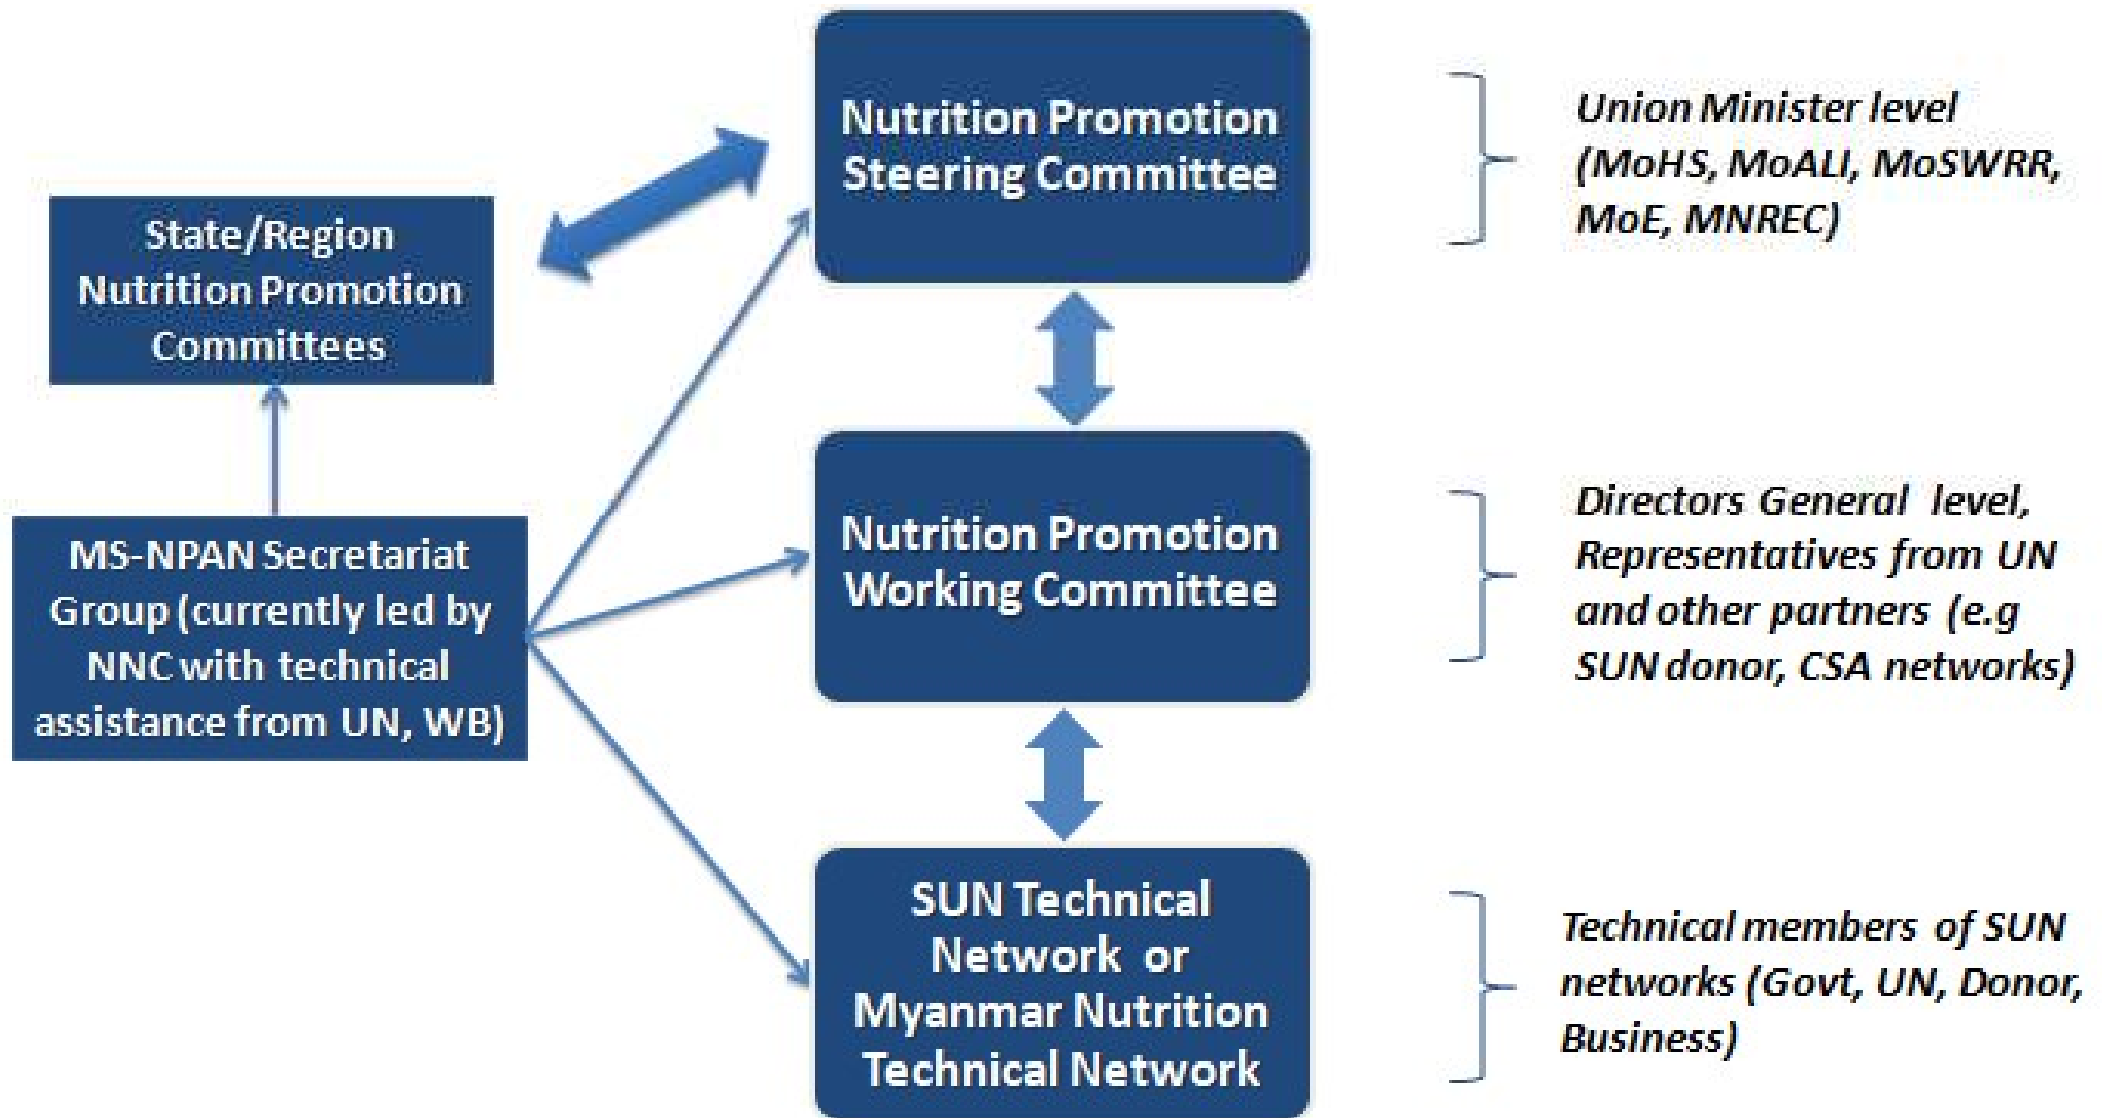 Nutrition Promotion
Steering Committee
Union Minister level
(MoHS, MoALI, MoSWRR,
MoE, MNREC)
State/Region
Nutrition Promotion
Committees
MS-NPAN Secretariat
Group (currently led by
NNC with technical
assistance from UN, WB)
Nutrition Promotion
Working Committee
Directors General level,
Representatives from UN
and other partners (e.g
SUN donor, CSA networks)
SUN Technical
Network or
Myanmar Nutrition
Technical Network
Technical members of SUN
networks (Govt, UN, Donor,
Business)